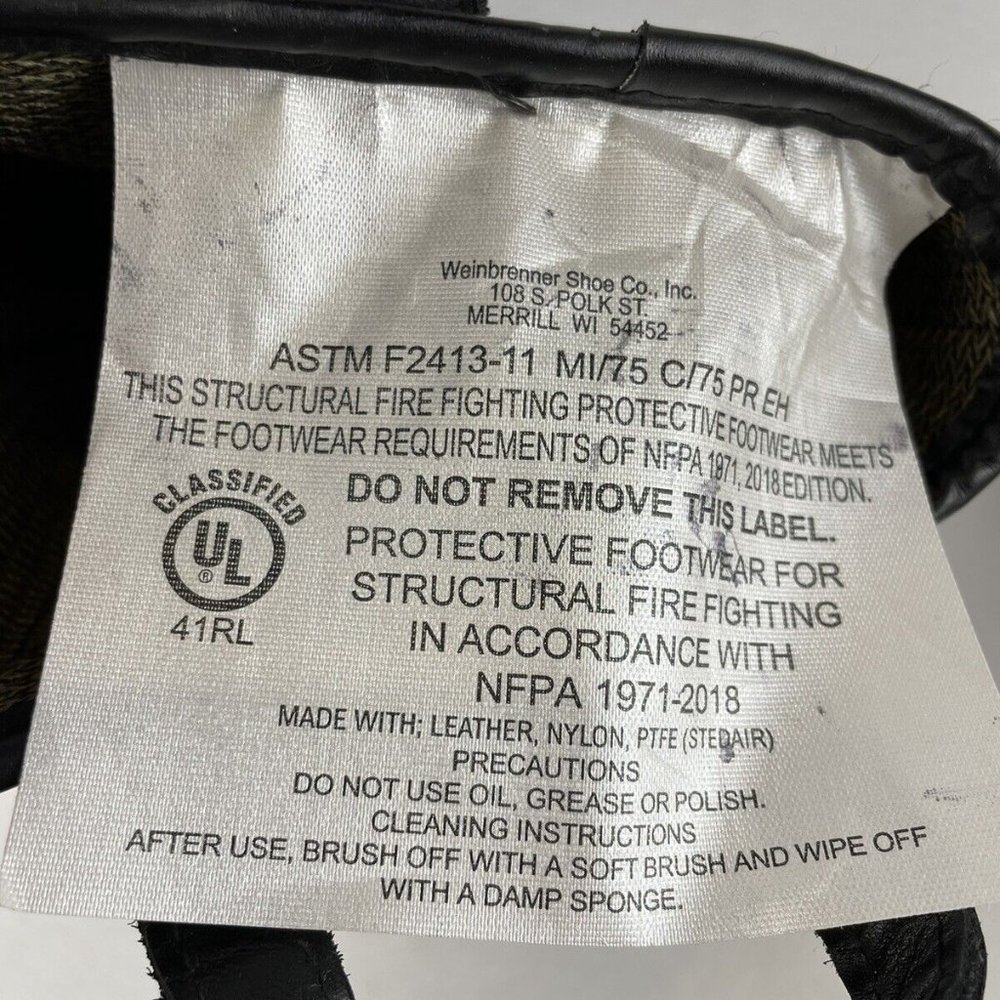 Weinbrenner Shoe Co., Inc.
108 S. POLK ST.
MERRILL WI 54452
ASTM F2413-11 MI/75 C/75 PR EH
THIS STRUCTURAL FIRE FIGHTING PROTECTIVE FOOTWEAR MEETS
THE FOOTWEAR REQUIREMENTS OF NFPA 1971, 2018 EDITION.
DO NOT REMOVE THIS LABEL.
CLASSIFIED
UL
®
41RL
PROTECTIVE FOOTWEAR FOR
STRUCTURAL FIRE FIGHTING
IN ACCORDANCE WITH
NFPA 1971-2018
MADE WITH; LEATHER, NYLON, PTFE (STEDAIR)
PRECAUTIONS
DO NOT USE OIL, GREASE OR POLISH.
CLEANING INSTRUCTIONS
AFTER USE, BRUSH OFF WITH A SOFT BRUSH AND WIPE OFF
WITH A DAMP SPONGE.